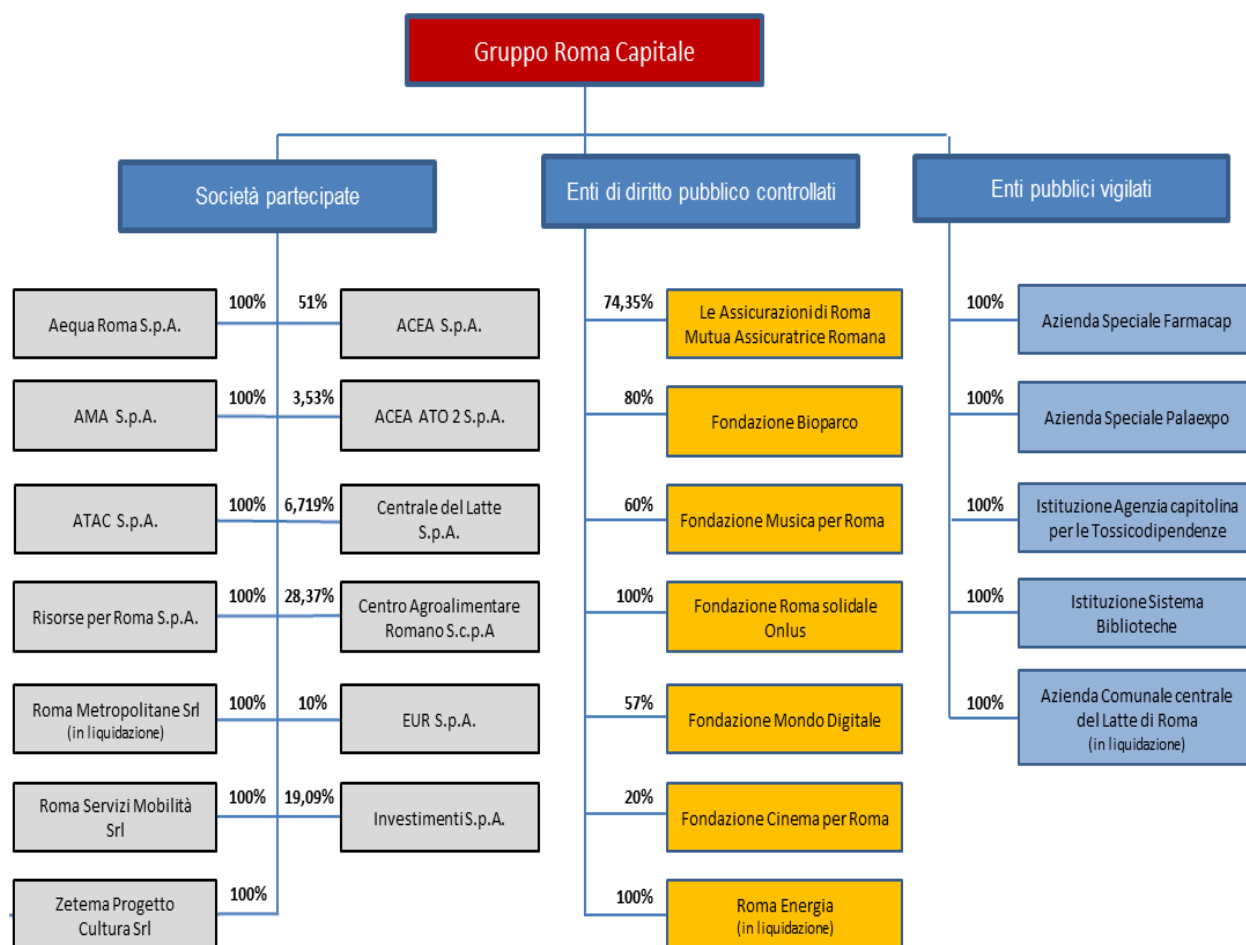 Gruppo Roma Capitale
Società partecipate
Enti di diritto pubblico controllati
Enti pubblici vigilati
Aequa Roma S.p.A.
100%
51%
ACEA S.p.A.
AMA S.p.A.
100%
3,53%
ACEA ATO 2 S.p.A.
ATAC S.p.A.
100%
6,719%
Centrale del Latte
S.p.A.
Risorse per Roma S.p.A.
100%
28,37%
Centro Agroalimentare
Romano S.c.p.A
Roma Metropolitane Srl
(in liquidazione)
100%
10%
EUR S.p.A.
Roma Servizi Mobilità
Srl
100%
19,09%
Investimenti S.p.A.
Zetema Progetto
Cultura Srl
100%
74,35%
Le Assicurazioni di Roma
Mutua Assicuratrice Romana
80%
Fondazione Bioparco
60%
Fondazione Musica per Roma
100%
Fondazione Roma solidale
Onlus
57%
Fondazione Mondo Digitale
20%
Fondazione Cinema per Roma
100%
Roma Energia
(in liquidazione)
100%
Azienda Speciale Farmacap
100%
Azienda Speciale Palaexpo
100%
Istituzione Agenzia capitolina
per le Tossicodipendenze
100%
Istituzione Sistema
Biblioteche
100%
Azienda Comunale centrale
del Latte di Roma
(in liquidazione)